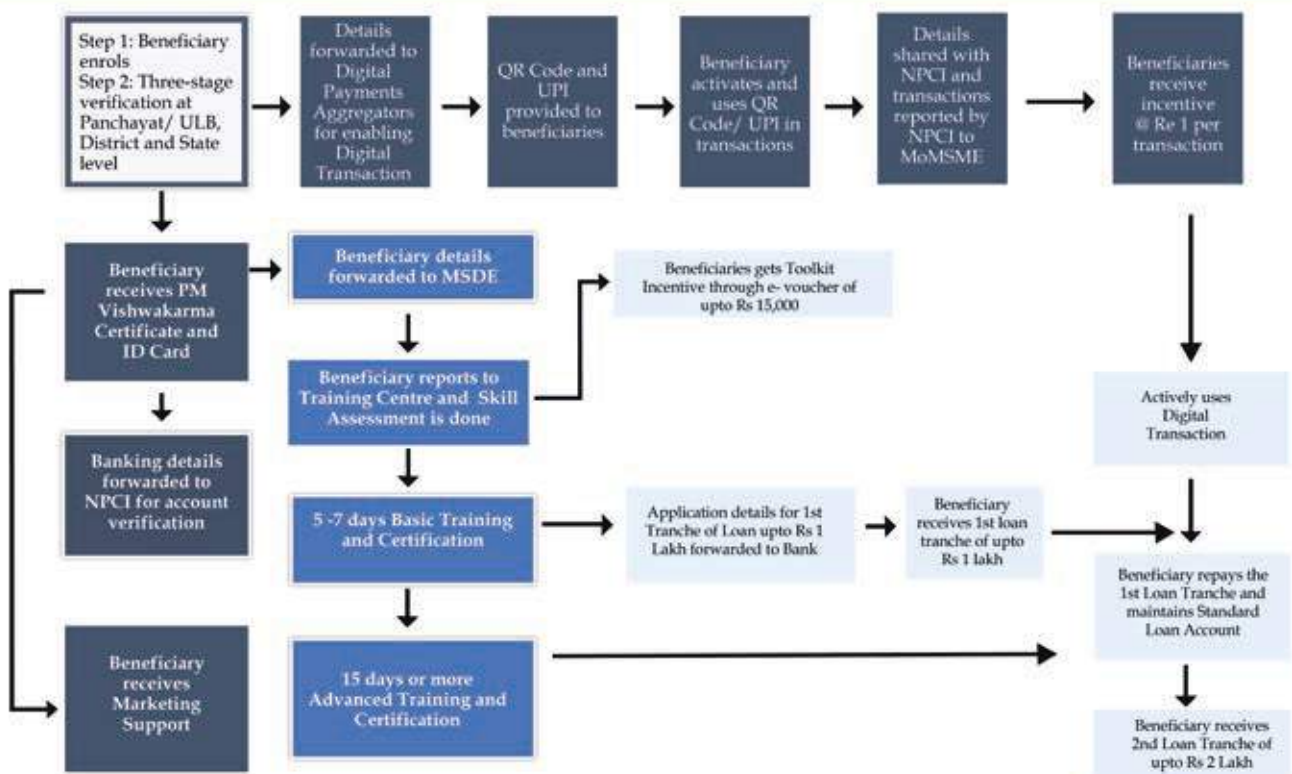 Step 1: Beneficiary
enrols
Step 2: Three-stage
verification at
Panchayat/ ULB,
District and State
level
Details
forwarded to
Digital
Payments
Aggregators
for enabling
Digital
Transaction
QR Code and
UPI
provided to
beneficiaries
Beneficiary
activates and
uses QR
Code/ UPI in
transactions
Details
shared with
NPCI and
transactions
reported by
NPCI to
MoMSME
Beneficiaries
receive
incentive
@ Re 1 per
transaction
Beneficiary
receives PM
Vishwakarma
Certificate and
ID Card
Beneficiary details
forwarded to MSDE
Beneficiaries gets Toolkit
Incentive through e- voucher of
upto Rs 15,000
Beneficiary reports to
Training Centre and Skill
Assessment is done
Actively uses
Digital
Transaction
Banking details
forwarded to
NPCI for account
verification
5 -7 days Basic Training
and Certification
Application details for 1st
Tranche of Loan upto Rs 1
Lakh forwarded to Bank
Beneficiary
receives 1st loan
tranche of upto
Rs 1 lakh
Beneficiary repays the
1st Loan Tranche and
maintains Standard
Loan Account
Beneficiary
receives
Marketing
Support
15 days or more
Advanced Training and
Certification
Beneficiary receives
2nd Loan Tranche of
upto Rs 2 Lakh